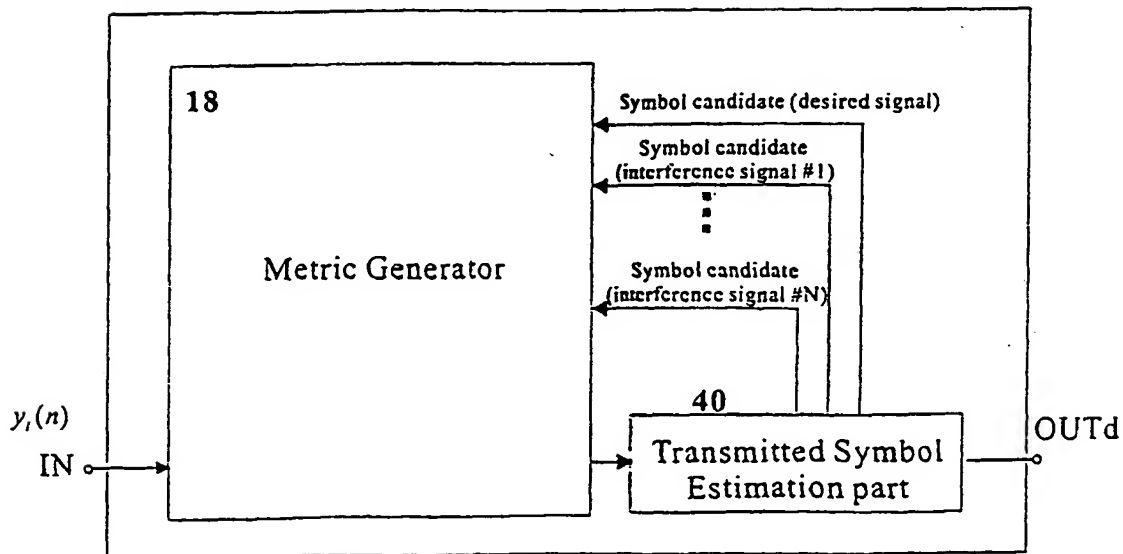 18
Symbol candidate (desired signal)
Symbol candidate
(interference signal #1)
Metric Generator
Symbol candidate
(interference signal #N)
40
y_t(n)
IN
Transmitted Symbol
Estimation part
OUTd